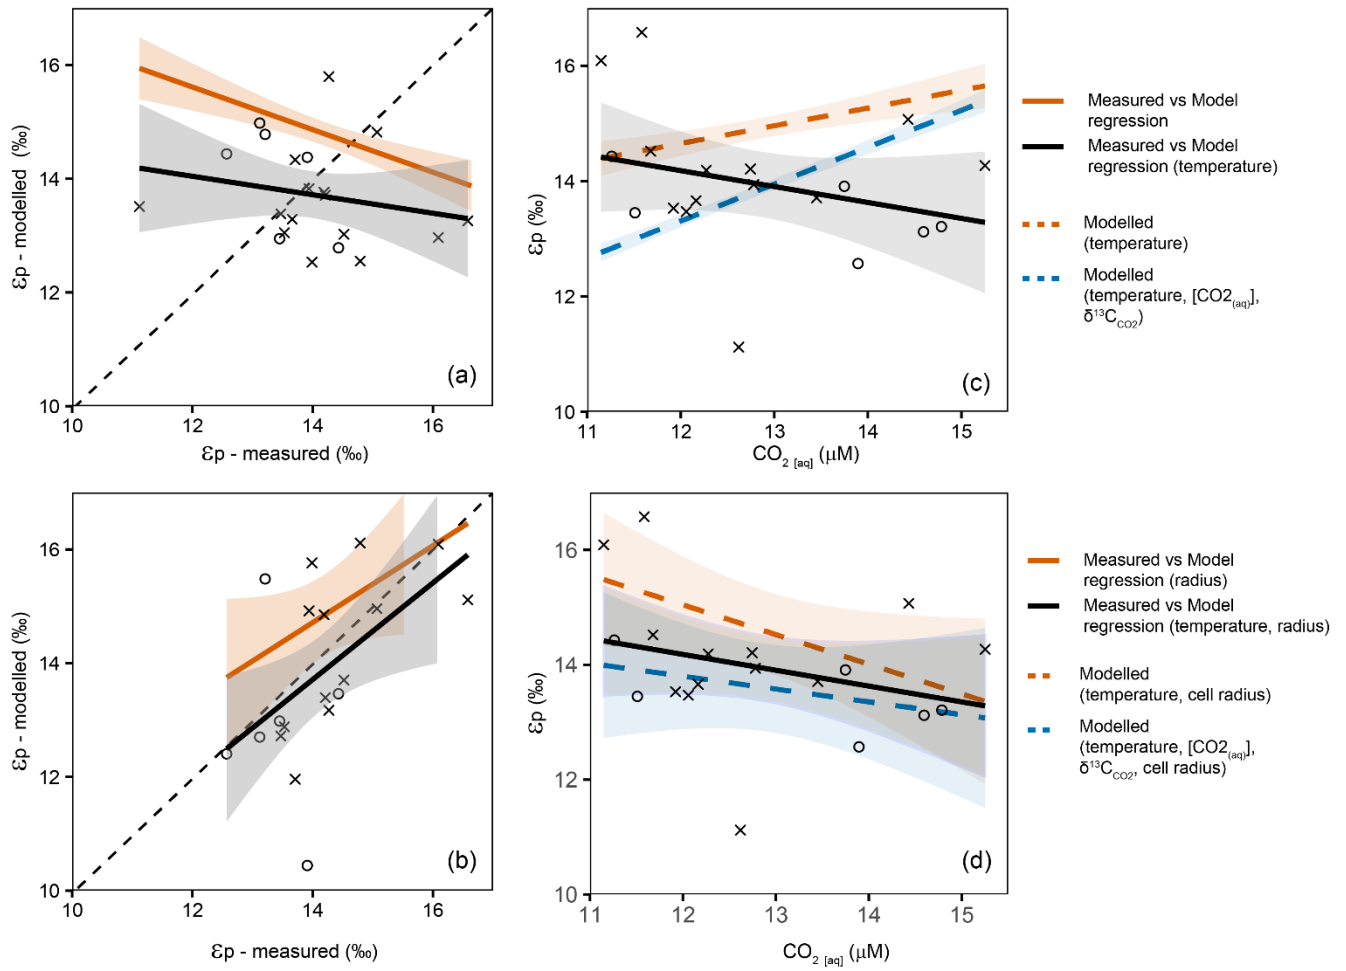 16
14
12
10
εp - modelled (‰)
(a)
10
12
14
16
εp - measured (‰)
16
14
12
10
εp (‰)
(c)
11
12
13
14
15
CO2 [aq] (μM)
Measured vs Model
regression
Measured vs Model
regression (temperature)
Modelled
(temperature)
Modelled
(temperature, [CO2(aq)],
δ13CCO2)
16
14
12
10
εp - modelled (‰)
(b)
10
12
14
16
εp - measured (‰)
16
14
12
10
εp (‰)
(d)
11
12
13
14
15
CO2 [aq] (μM)
Measured vs Model
regression (radius)
Measured vs Model
regression (temperature, radius)
Modelled
(temperature, cell radius)
Modelled
(temperature, [CO2(aq)],
δ13CCO2, cell radius)